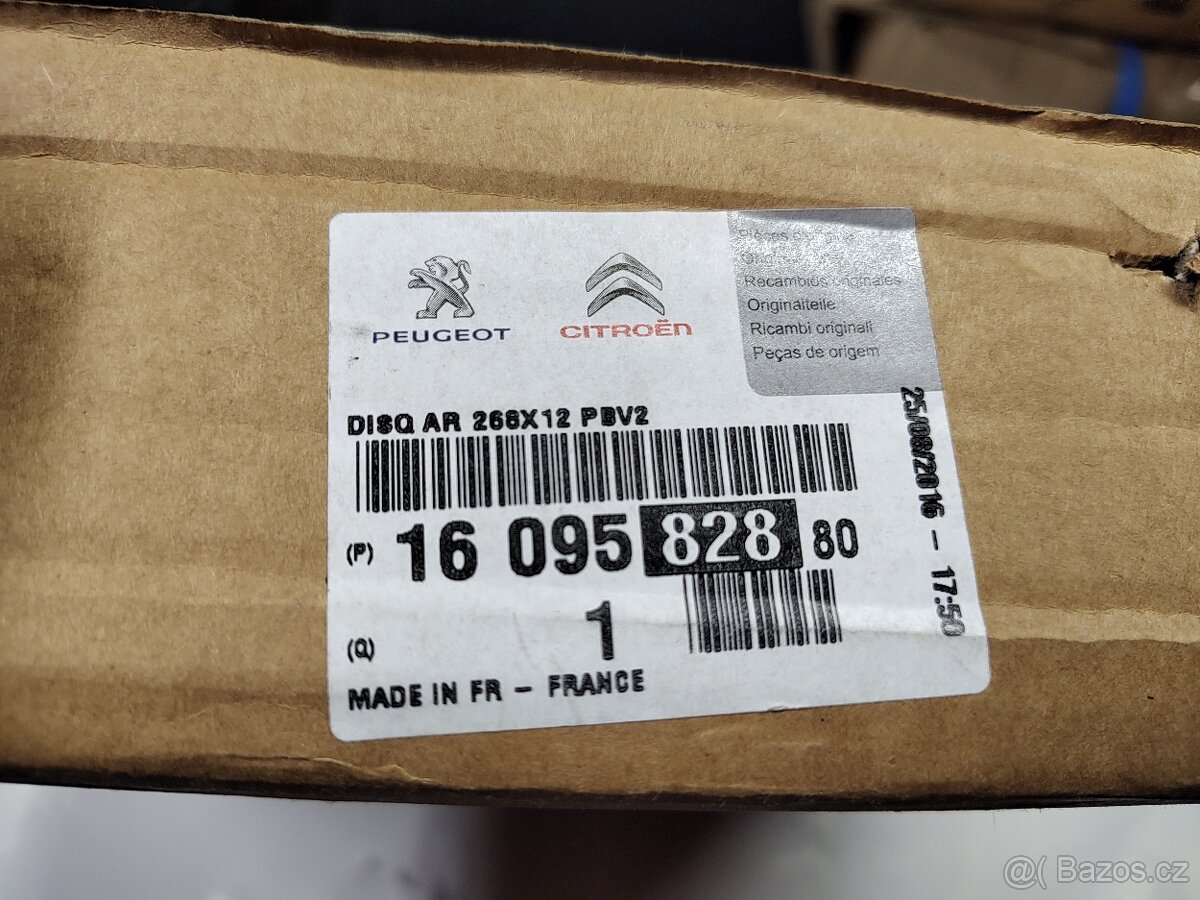 PEUGEOT
CITROËN
Recambios originales
Originalteile
Ricambi originali
Peças de origem
DISQ AR 268X12 PBV2
(P) 16 095 828 80
(Q) 1
MADE IN FR - FRANCE
25/08/2016 - 17:50
@( Bazos.cz